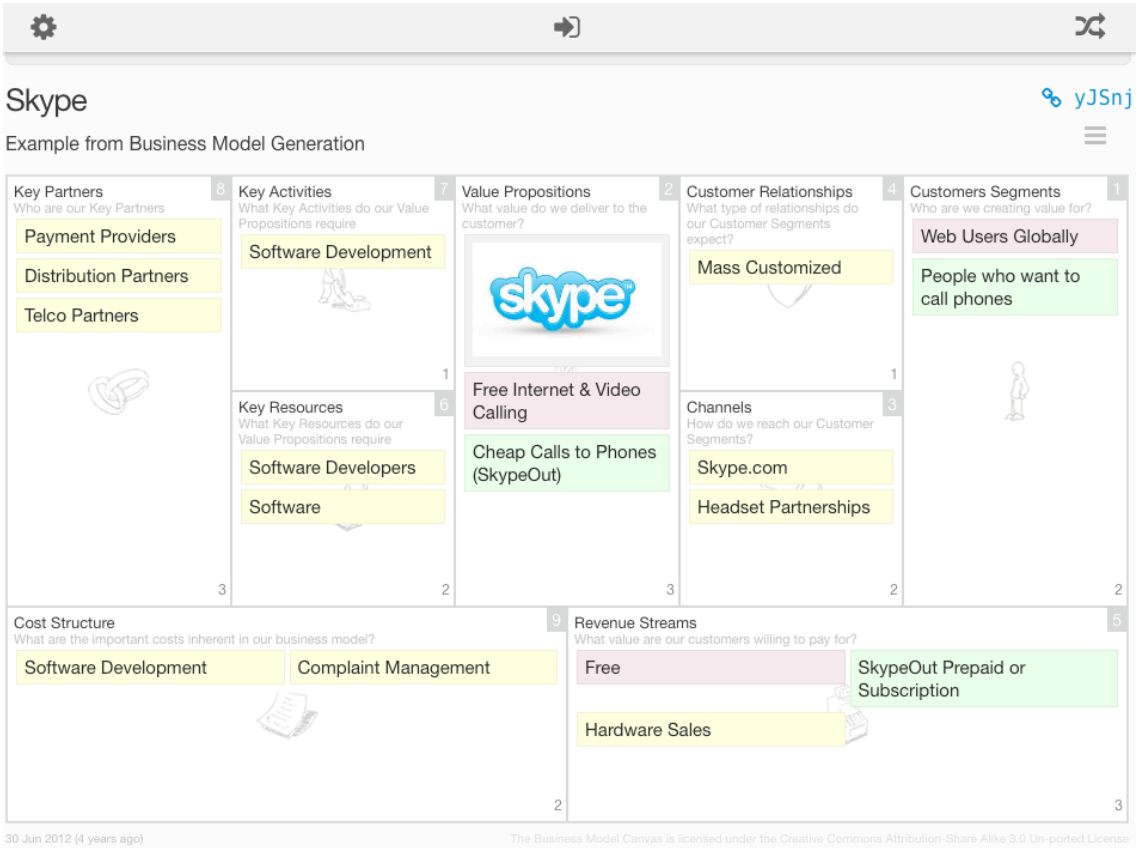 Skype
yJSnj
Example from Business Model Generation
Key Partners
8
Who are our Key Partners
Payment Providers
Distribution Partners
Telco Partners
3
Key Activities
7
What Key Activities do our Value
Propositions require
Software Development
1
Key Resources
6
What Key Resources do our
Value Propositions require
Software Developers
Software
2
Value Propositions
2
What value do we deliver to the
customer?
skype™
Free Internet & Video
Calling
Cheap Calls to Phones
(SkypeOut)
3
Customer Relationships
4
What type of relationships do
our Customer Segments
expect?
Mass Customized
1
Channels
3
How do we reach our Customer
Segments?
Skype.com
Headset Partnerships
2
Customers Segments
1
Who are we creating value for?
Web Users Globally
People who want to
call phones
2
Cost Structure
9
What are the important costs inherent in our business model?
Software Development
Complaint Management
2
Revenue Streams
5
What value are our customers willing to pay for?
Free
SkypeOut Prepaid or
Subscription
Hardware Sales
3
30 Jun 2012 (4 years ago)
The Business Model Canvas is licensed under the Creative Commons Attribution-Share Alike 3.0 Un-ported License